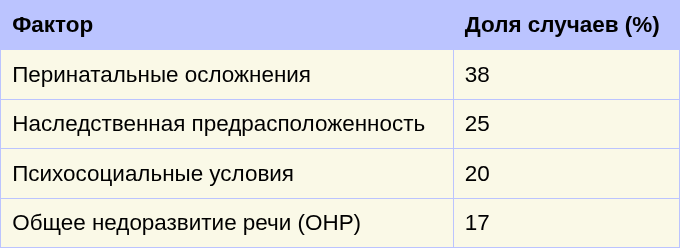 Фактор Доля случаев (%)
Перинатальные осложнения 38
Наследственная предрасположенность 25
Психосоциальные условия 20
Общее недоразвитие речи (ОНР) 17